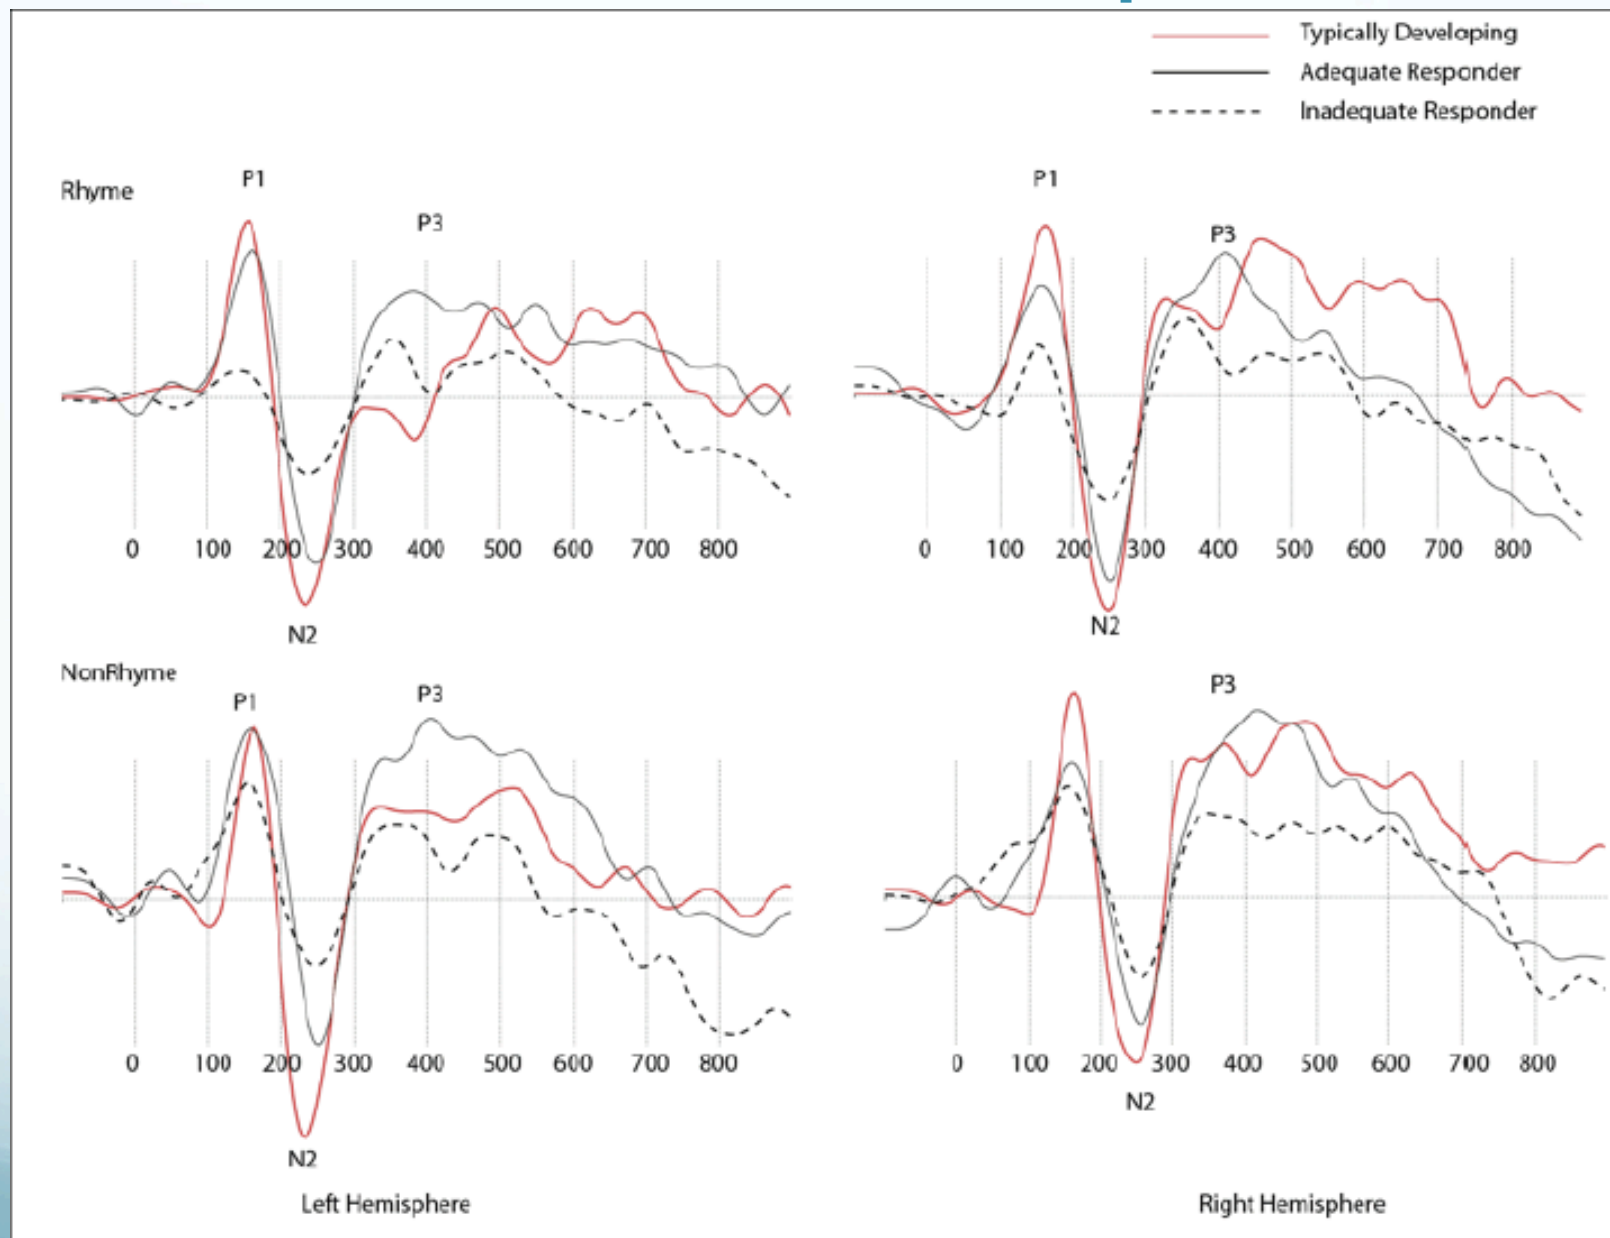 Typically Developing
Adequate Responder
Inadequate Responder
Rhyme
P1
P3
0 100 200 300 400 500 600 700 800
N2
P1
P3
0 100 200 300 400 500 600 700 800
N2
NonRhyme
P1
P3
0 100 200 300 400 500 600 700 800
N2
Left Hemisphere
P3
0 100 200 300 400 500 600 700 800
N2
Right Hemisphere